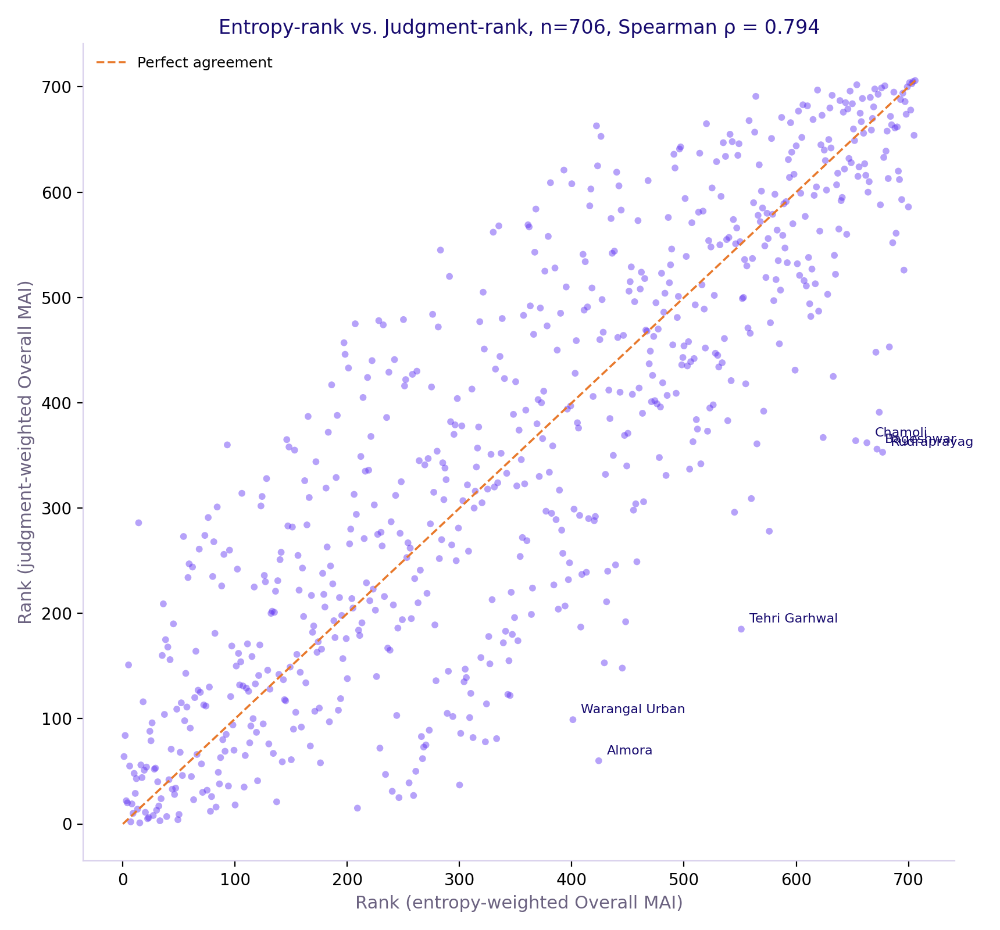 Entropy-rank vs. Judgment-rank, n=706, Spearman ρ = 0.794
Perfect agreement
Rank (judgment-weighted Overall MAI)
700
600
500
400
300
200
100
0
Chamoli
Bageshwar
Rudraprayag
Tehri Garhwal
Warangal Urban
Almora
0 100 200 300 400 500 600 700
Rank (entropy-weighted Overall MAI)